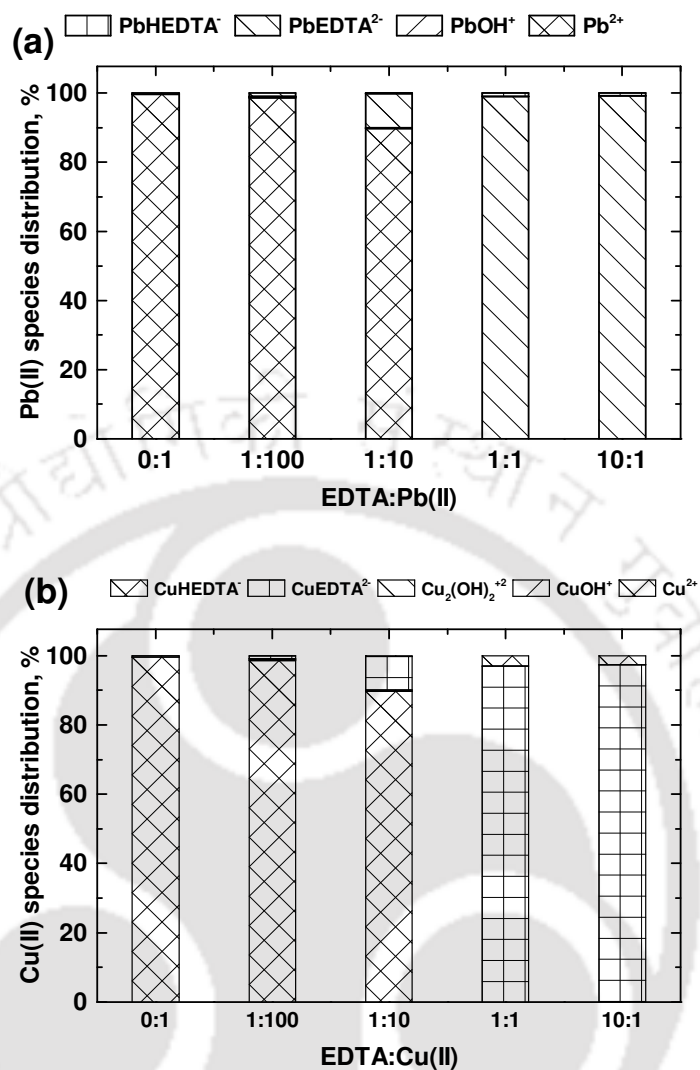 (a)
PbHEDTA⁻ PbEDTA²⁻ PbOH⁺ Pb²⁺
Pb(II) species distribution, %
100
80
60
40
20
0
0:1 1:100 1:10 1:1 10:1
EDTA:Pb(II)
(b)
CuHEDTA⁻ CuEDTA²⁻ Cu₂(OH)₂⁺² CuOH⁺ Cu²⁺
Cu(II) species distribution, %
100
80
60
40
20
0
0:1 1:100 1:10 1:1 10:1
EDTA:Cu(II)